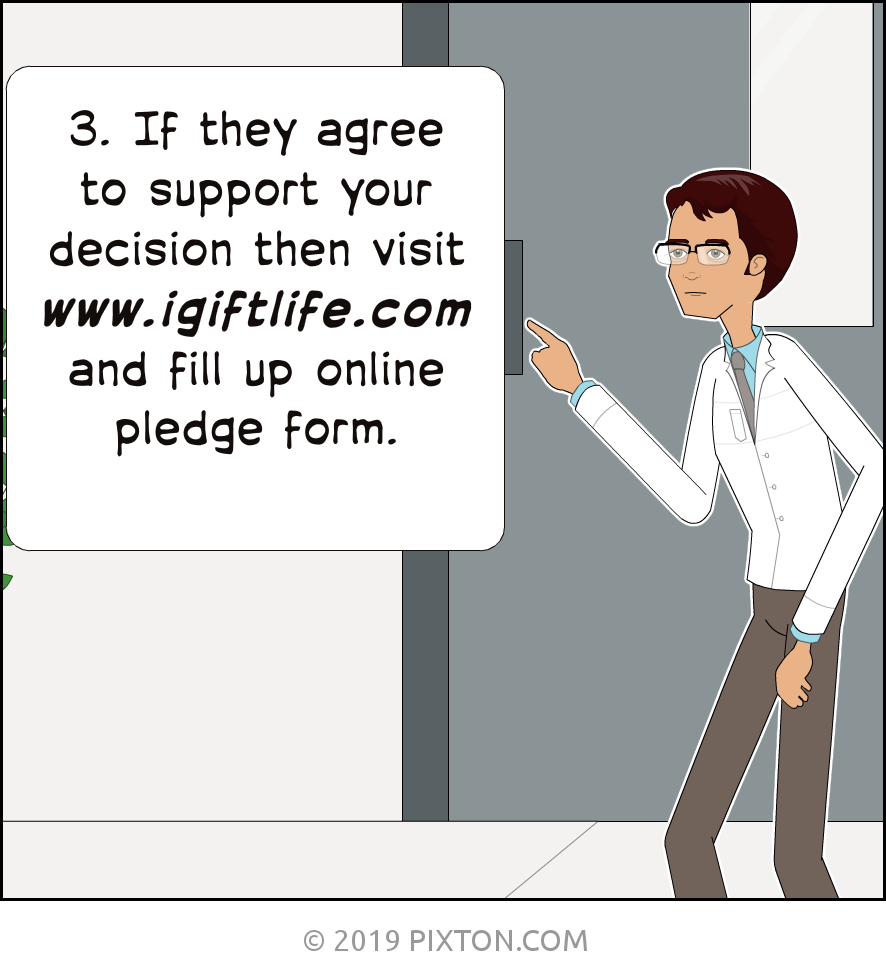 3. If they agree
to support your
decision then visit
www.igiftlife.com
and fill up online
pledge form.
© 2019 PIXTON.COM